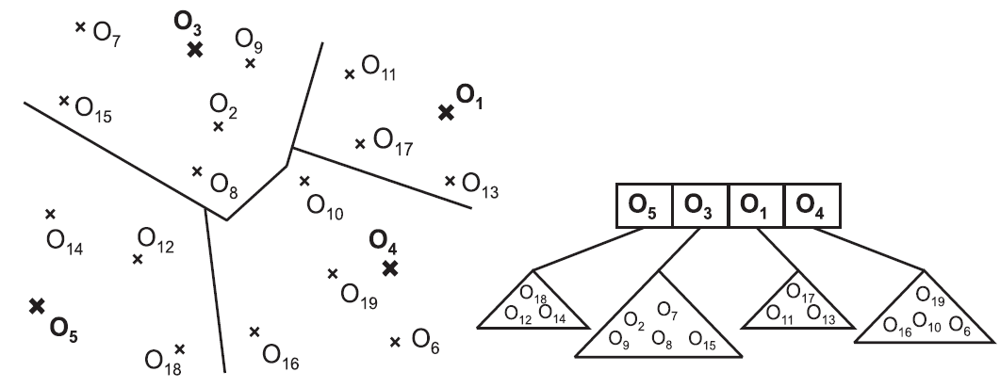 O₃
O₉
O₇
O₁₁
O₁
O₂
O₁₅
O₁₇
O₈
O₁₃
O₁₀
O₁₄
O₁₂
O₄
O₁₉
O₅
O₆
O₁₈
O₁₆
O₅ O₃ O₁ O₄
O₁₈
O₁₂ O₁₄
O₇
O₂
O₉ O₈ O₁₅
O₁₇
O₁₁ O₁₃
O₁₉
O₁₆ O₁₀ O₆